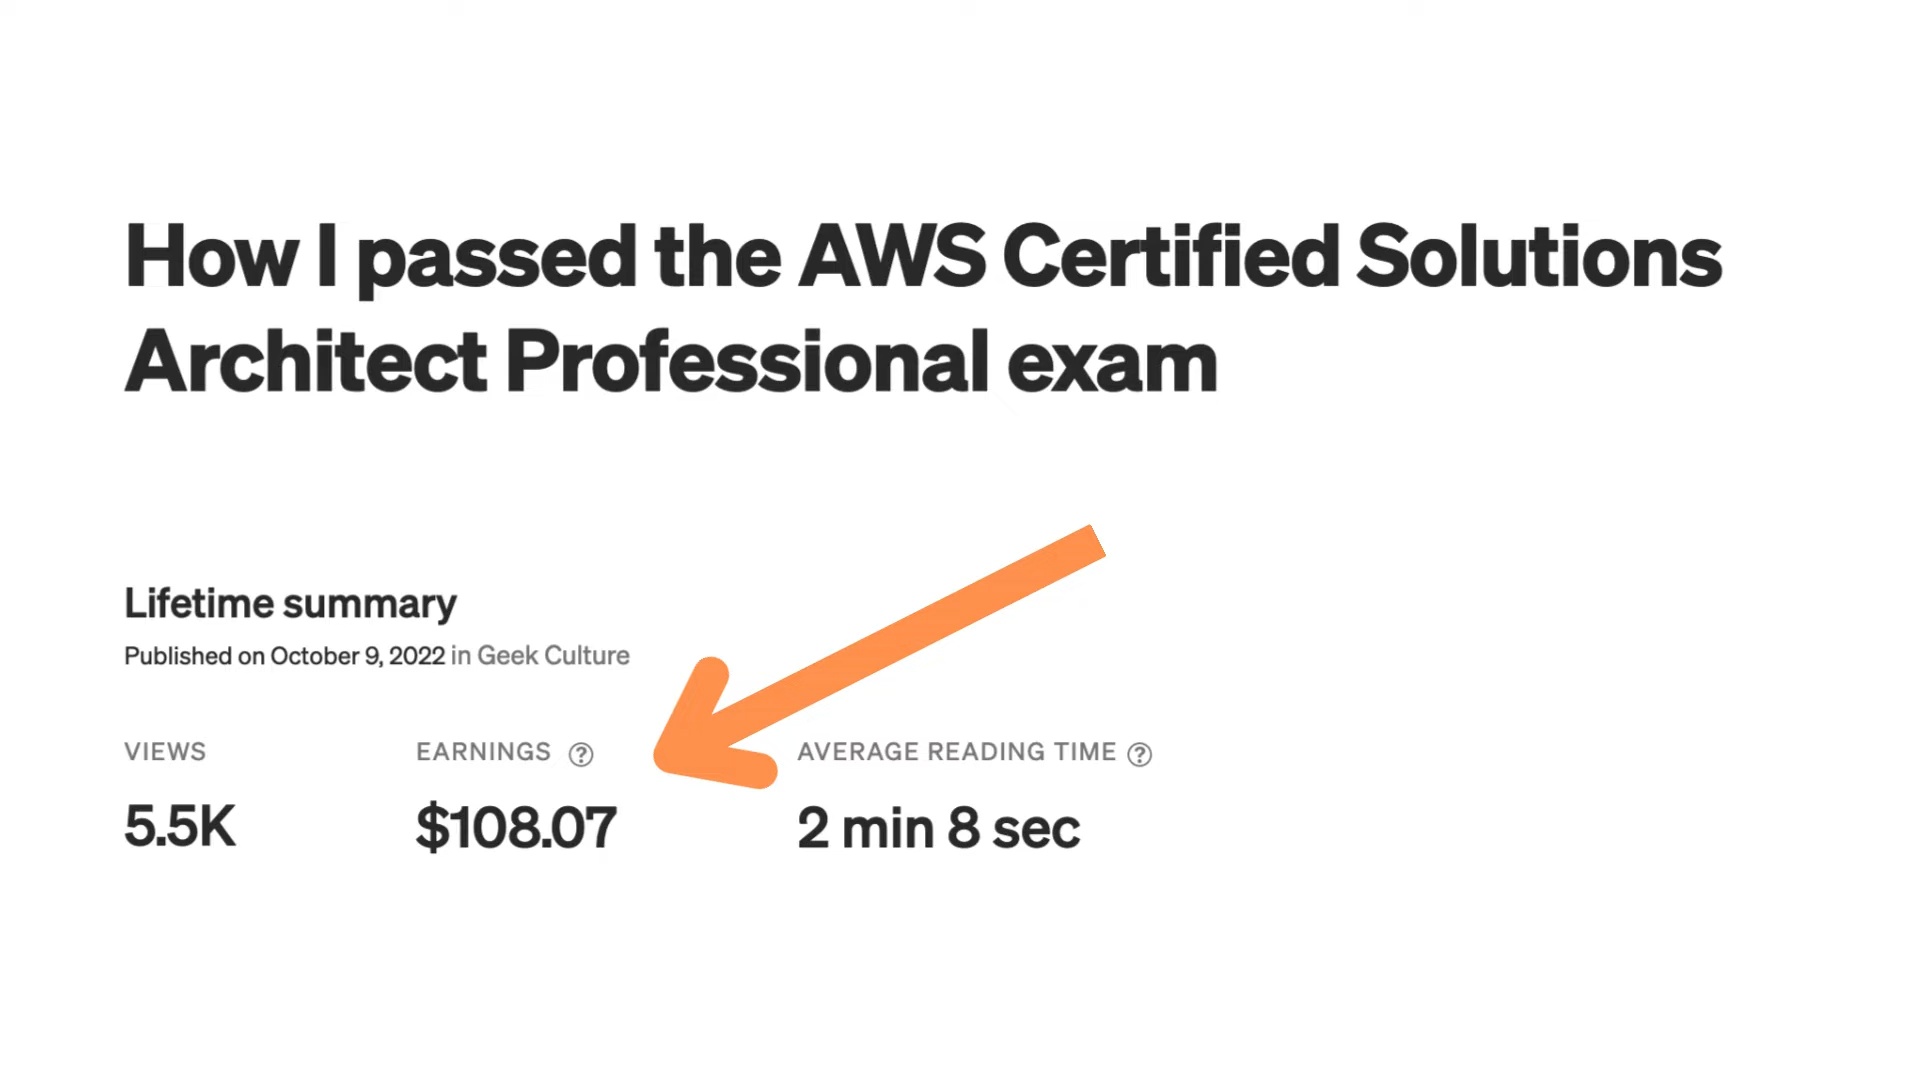 How I passed the AWS Certified Solutions
Architect Professional exam
Lifetime summary
Published on October 9, 2022 in Geek Culture
VIEWS EARNINGS ? AVERAGE READING TIME ?
5.5K $108.07 2 min 8 sec